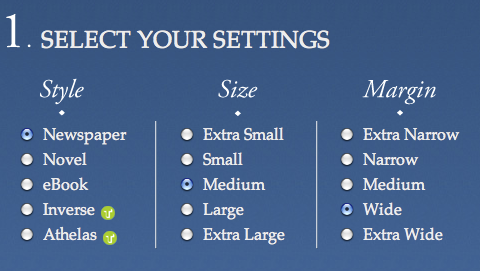 1. SELECT YOUR SETTINGS
Style Size Margin
Newspaper Extra Small Extra Narrow
Novel Small Narrow
eBook Medium Medium
Inverse Large Wide
Athelas Extra Large Extra Wide